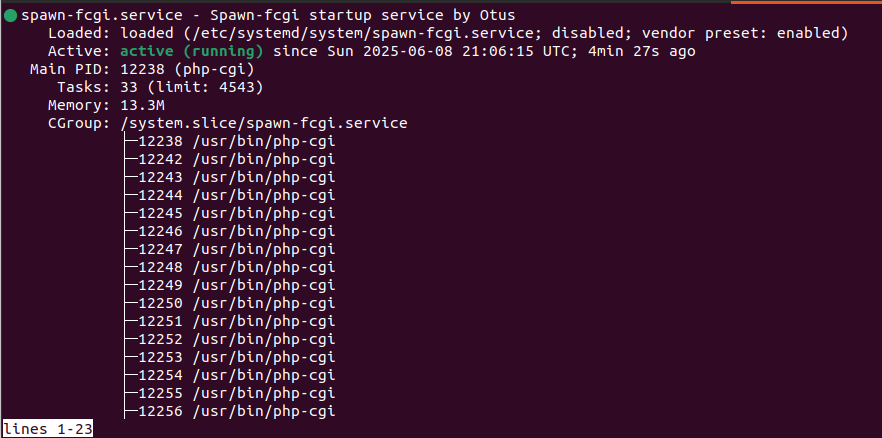 ● spawn-fcgi.service - Spawn-fcgi startup service by Otus
     Loaded: loaded (/etc/systemd/system/spawn-fcgi.service; disabled; vendor preset: enabled)
     Active: active (running) since Sun 2025-06-08 21:06:15 UTC; 4min 27s ago
   Main PID: 12238 (php-cgi)
      Tasks: 33 (limit: 4543)
     Memory: 13.3M
     CGroup: /system.slice/spawn-fcgi.service
             ├─12238 /usr/bin/php-cgi
             ├─12242 /usr/bin/php-cgi
             ├─12243 /usr/bin/php-cgi
             ├─12244 /usr/bin/php-cgi
             ├─12245 /usr/bin/php-cgi
             ├─12246 /usr/bin/php-cgi
             ├─12247 /usr/bin/php-cgi
             ├─12248 /usr/bin/php-cgi
             ├─12249 /usr/bin/php-cgi
             ├─12250 /usr/bin/php-cgi
             ├─12251 /usr/bin/php-cgi
             ├─12252 /usr/bin/php-cgi
             ├─12253 /usr/bin/php-cgi
             ├─12254 /usr/bin/php-cgi
             ├─12255 /usr/bin/php-cgi
             ├─12256 /usr/bin/php-cgi
lines 1-23